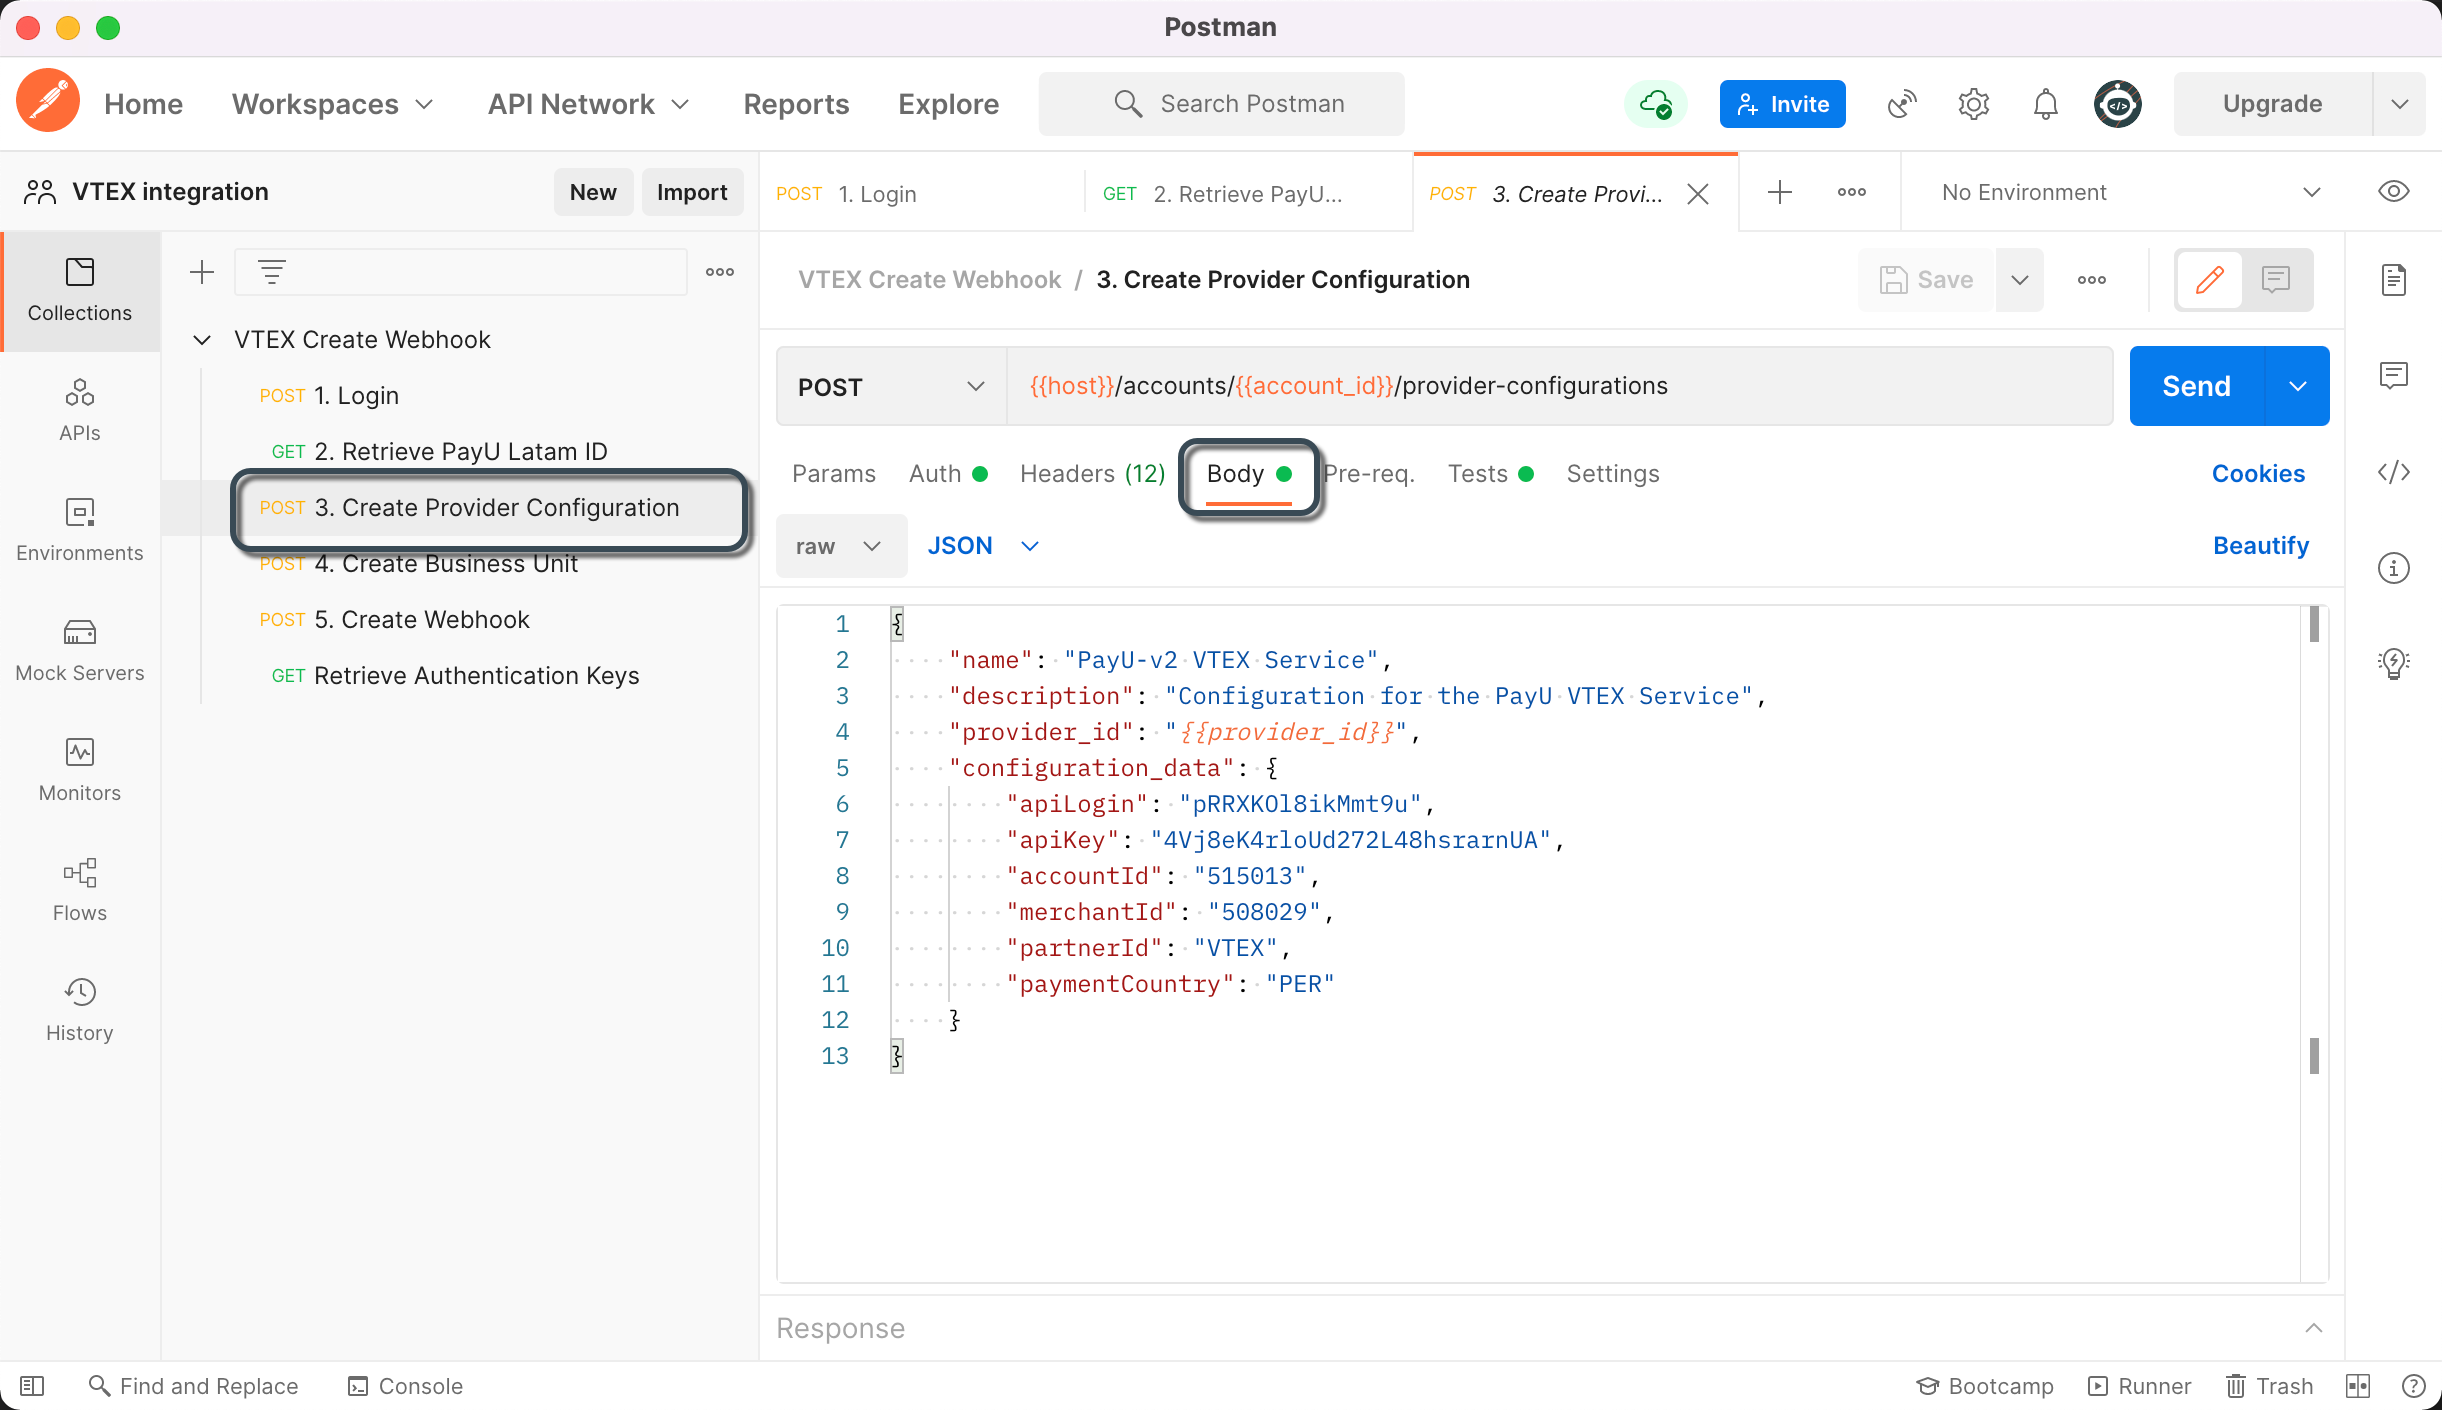 Postman
Home Workspaces API Network Reports Explore Search Postman Invite Upgrade
VTEX integration New Import
POST 1. Login GET 2. Retrieve PayU... POST 3. Create Provi... No Environment
Collections
APIs
Environments
Mock Servers
Monitors
Flows
History
VTEX Create Webhook
POST 1. Login
GET 2. Retrieve PayU Latam ID
POST 3. Create Provider Configuration
POST 4. Create Business Unit
POST 5. Create Webhook
GET Retrieve Authentication Keys
VTEX Create Webhook / 3. Create Provider Configuration Save
POST {{host}}/accounts/{{account_id}}/provider-configurations Send
Params Auth Headers (12) Body Pre-req. Tests Settings Cookies
raw JSON Beautify
1 {
2 "name": "PayU-v2 VTEX Service",
3 "description": "Configuration for the PayU VTEX Service",
4 "provider_id": "{{provider_id}}",
5 "configuration_data": {
6 "apiLogin": "pRRXKOl8ikMmt9u",
7 "apiKey": "4Vj8eK4rloUd272L48hsrarnUA",
8 "accountId": "515013",
9 "merchantId": "508029",
10 "partnerId": "VTEX",
11 "paymentCountry": "PER"
12 }
13 }
Response
Find and Replace Console Bootcamp Runner Trash